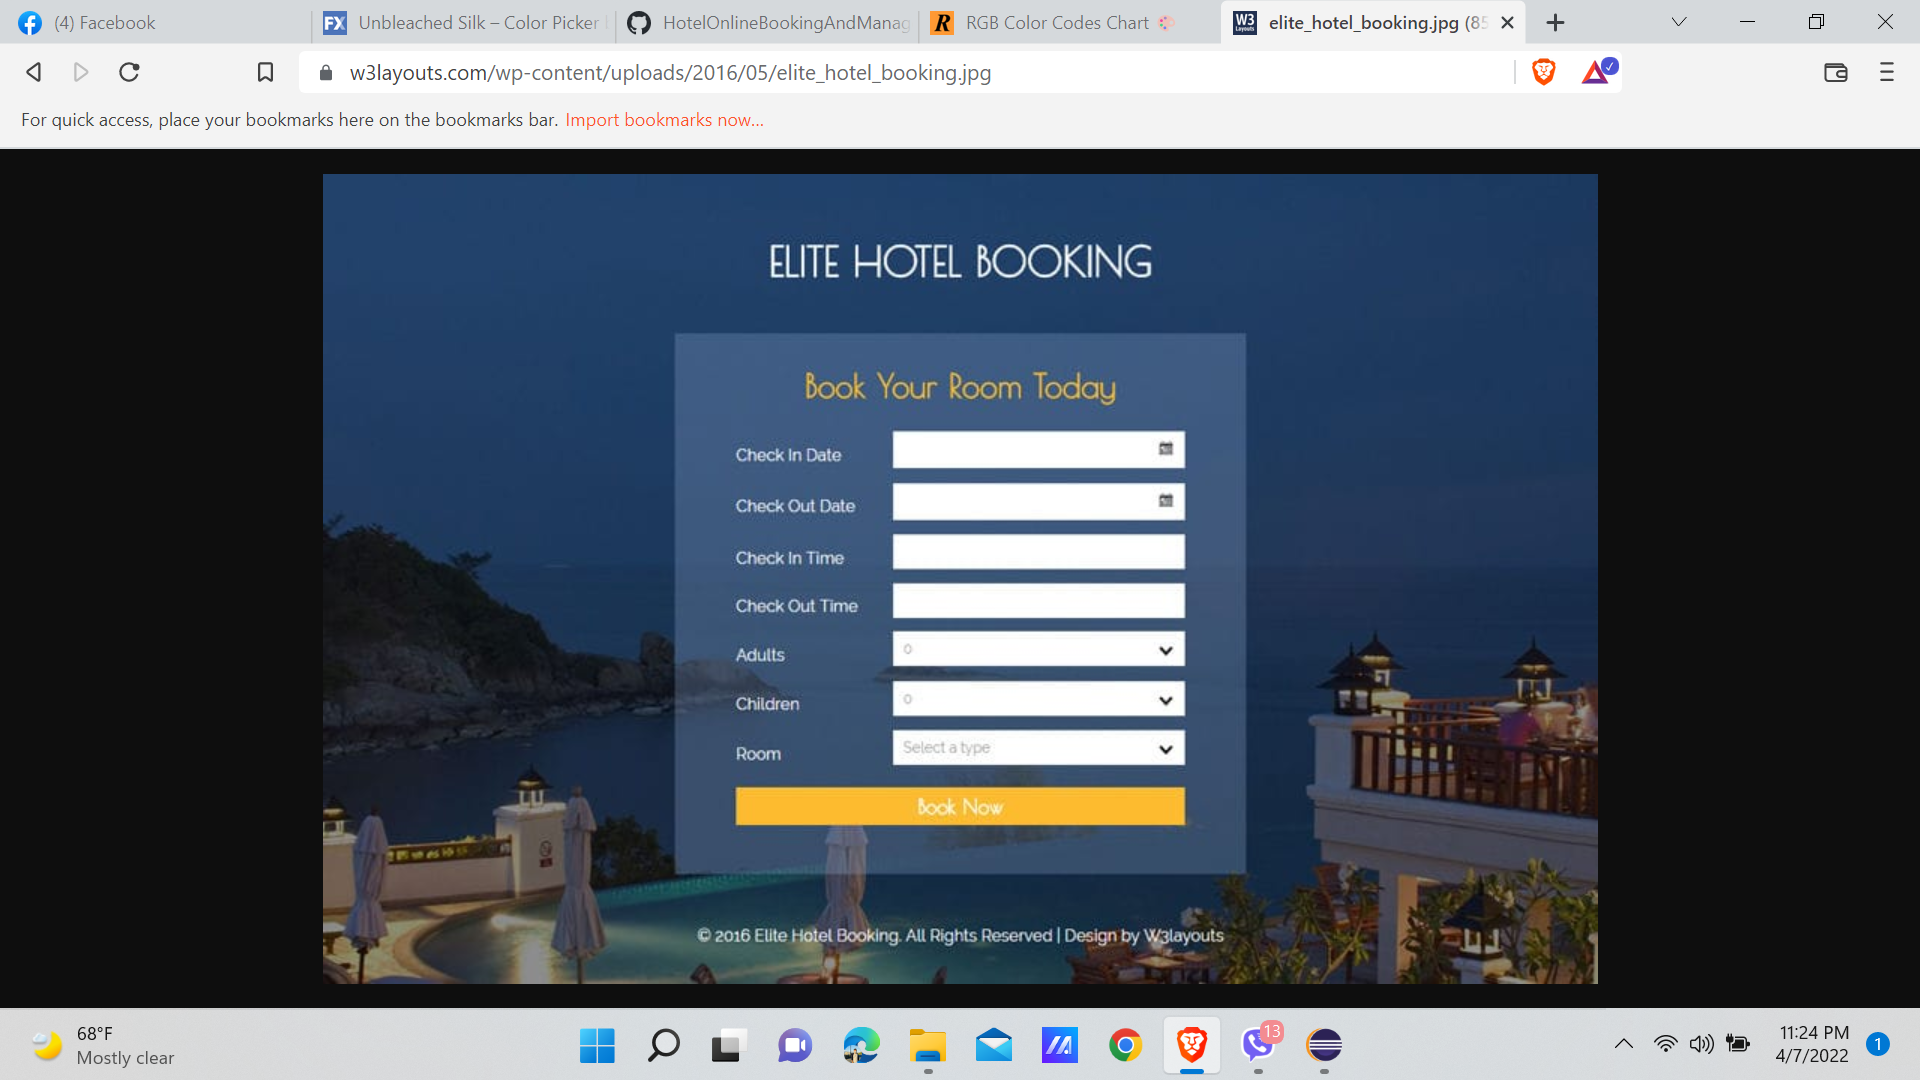 (4) Facebook
FX Unbleached Silk – Color Picker
HotelOnlineBookingAndManag
R RGB Color Codes Chart
W3 Layouts elite_hotel_booking.jpg (85
w3layouts.com/wp-content/uploads/2016/05/elite_hotel_booking.jpg
For quick access, place your bookmarks here on the bookmarks bar. Import bookmarks now...
ELITE HOTEL BOOKING
Book Your Room Today
Check In Date
Check Out Date
Check In Time
Check Out Time
Adults 0
Children 0
Room Select a type
Book Now
© 2016 Elite Hotel Booking. All Rights Reserved | Design by W3layouts
68°F
Mostly clear
13
11:24 PM
4/7/2022
1